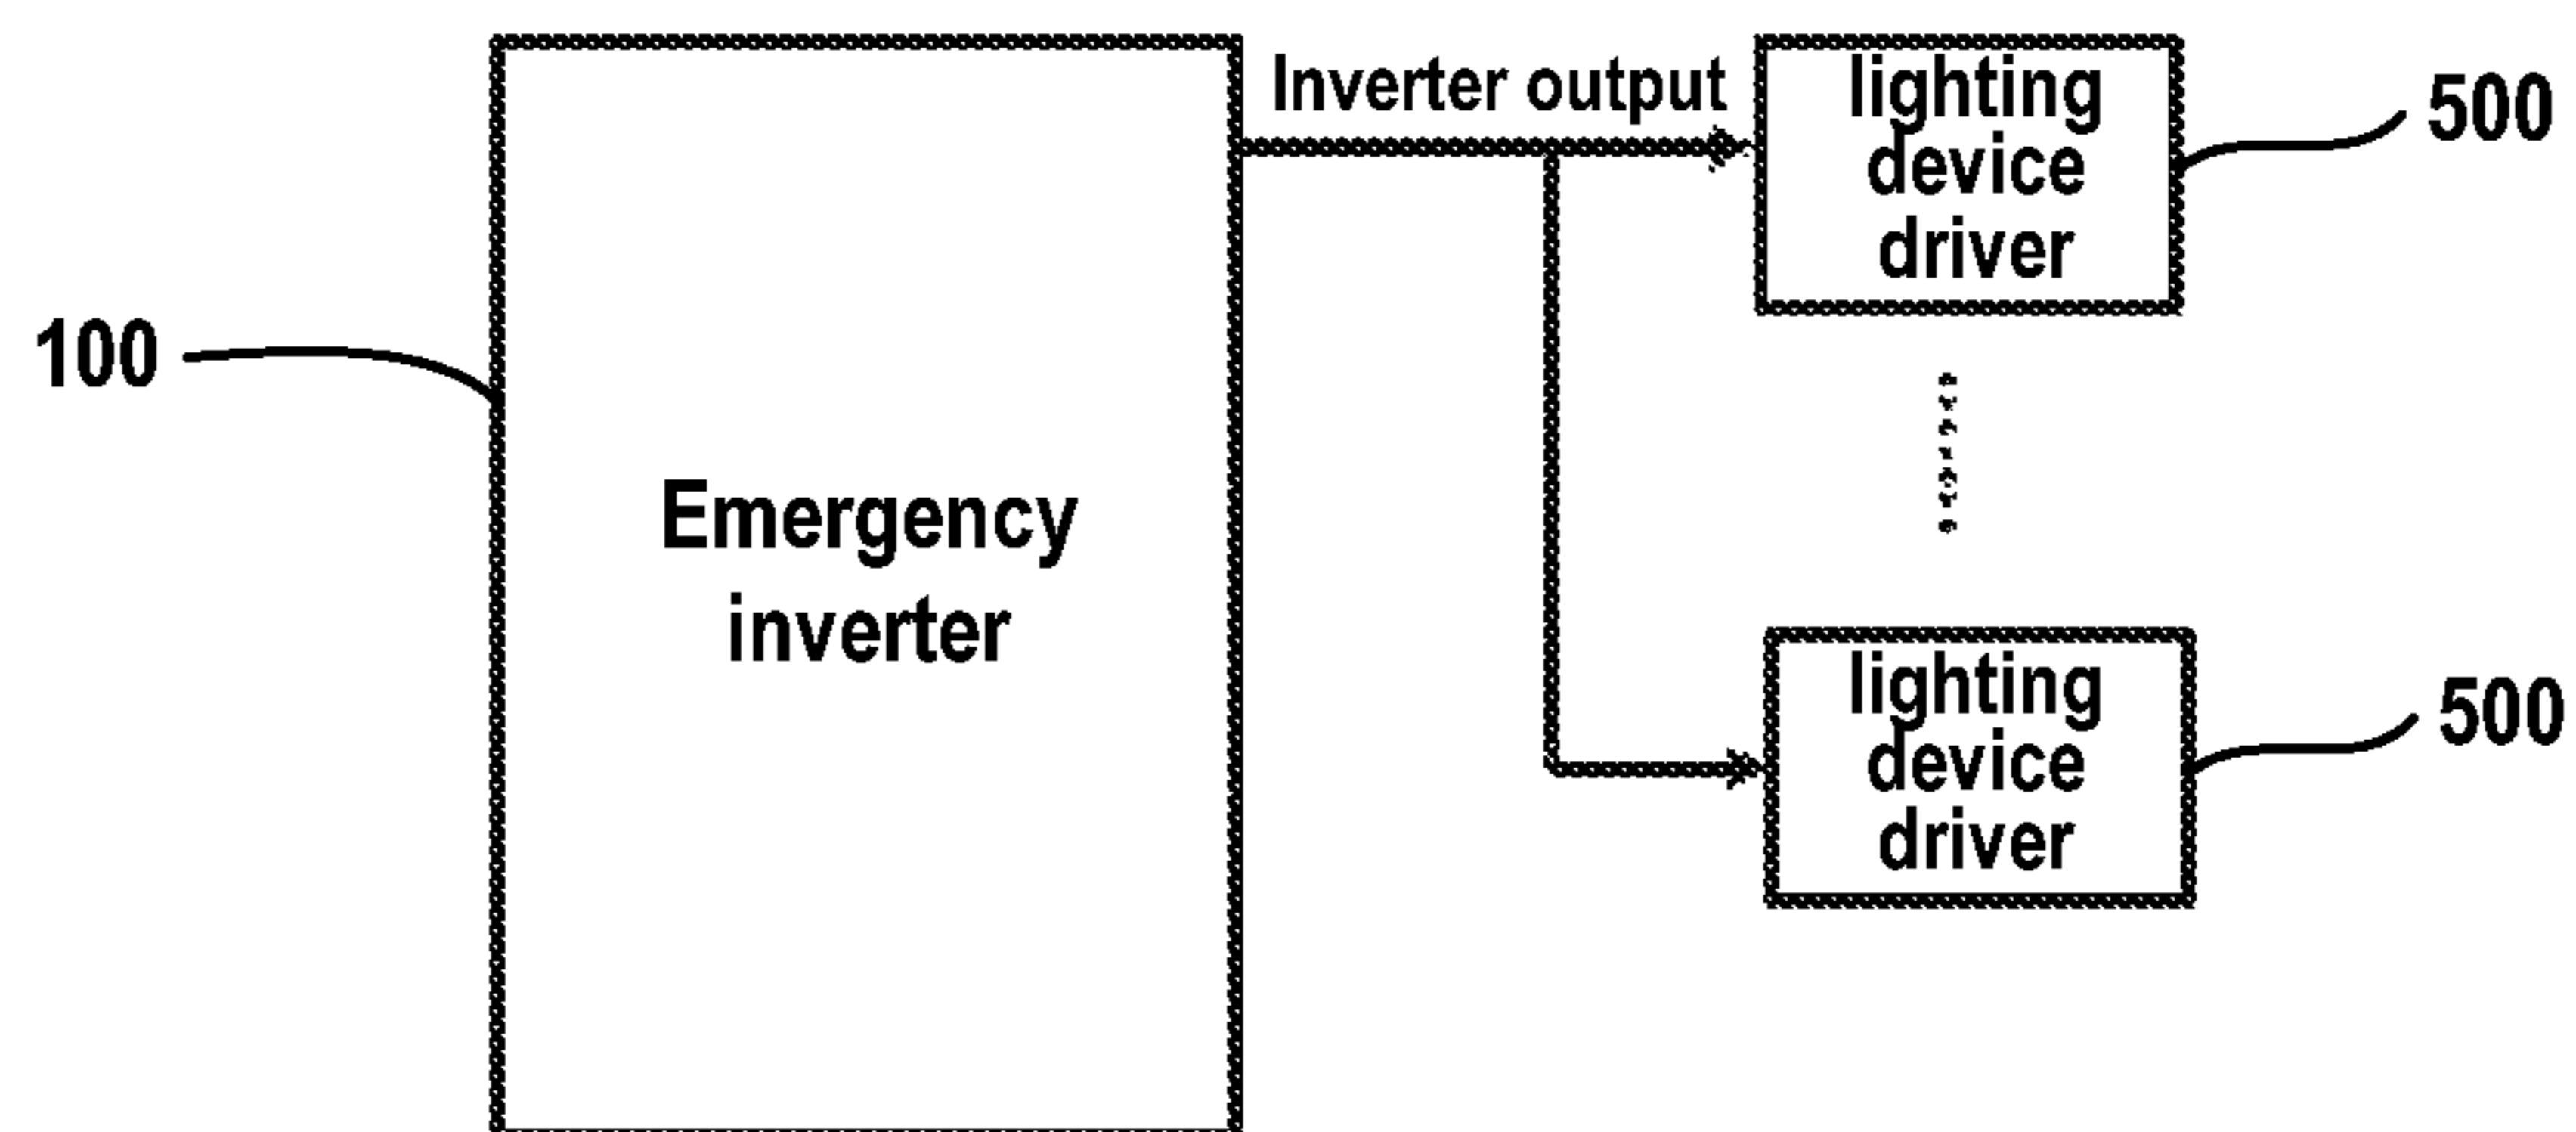 Inverter output
lighting
device
driver
500
100
Emergency
inverter
lighting
device
driver
500